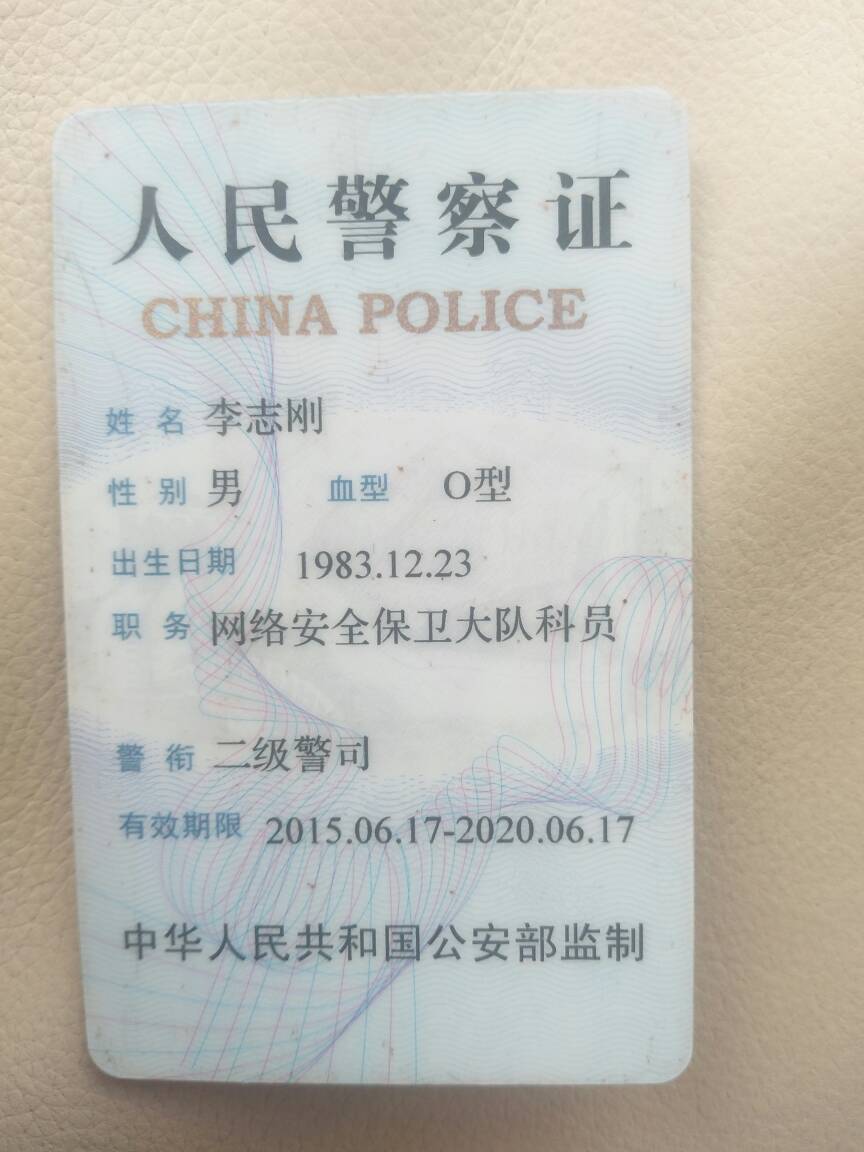 人民警察证
CHINA POLICE
姓 名 李志刚
性 别 男 血型 O型
出生日期 1983.12.23
职 务 网络安全保卫大队科员
警 衔 二级警司
有效期限 2015.06.17-2020.06.17
中华人民共和国公安部监制